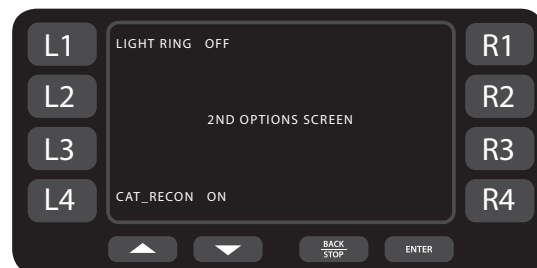 L1
LIGHT RING OFF
R1
L2
R2
2ND OPTIONS SCREEN
L3
R3
L4
CAT_RECON ON
R4
BACK
STOP
ENTER